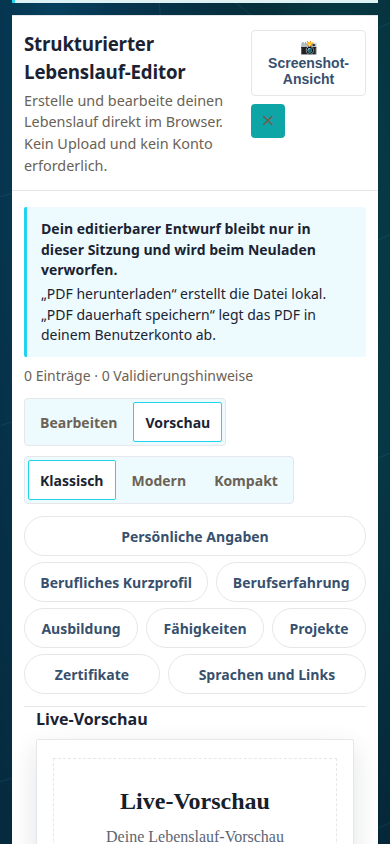 Strukturierter
Lebenslauf-Editor
Erstelle und bearbeite deinen
Lebenslauf direkt im Browser.
Kein Upload und kein Konto
erforderlich.
📸
Screenshot-
Ansicht
✕
Dein editierbarer Entwurf bleibt nur in
dieser Sitzung und wird beim Neuladen
verworfen.
„PDF herunterladen“ erstellt die Datei lokal.
„PDF dauerhaft speichern“ legt das PDF in
deinem Benutzerkonto ab.
0 Einträge · 0 Validierungshinweise
Bearbeiten Vorschau
Klassisch Modern Kompakt
Persönliche Angaben
Berufliches Kurzprofil Berufserfahrung
Ausbildung Fähigkeiten Projekte
Zertifikate Sprachen und Links
Live-Vorschau
Live-Vorschau
Deine Lebenslauf-Vorschau